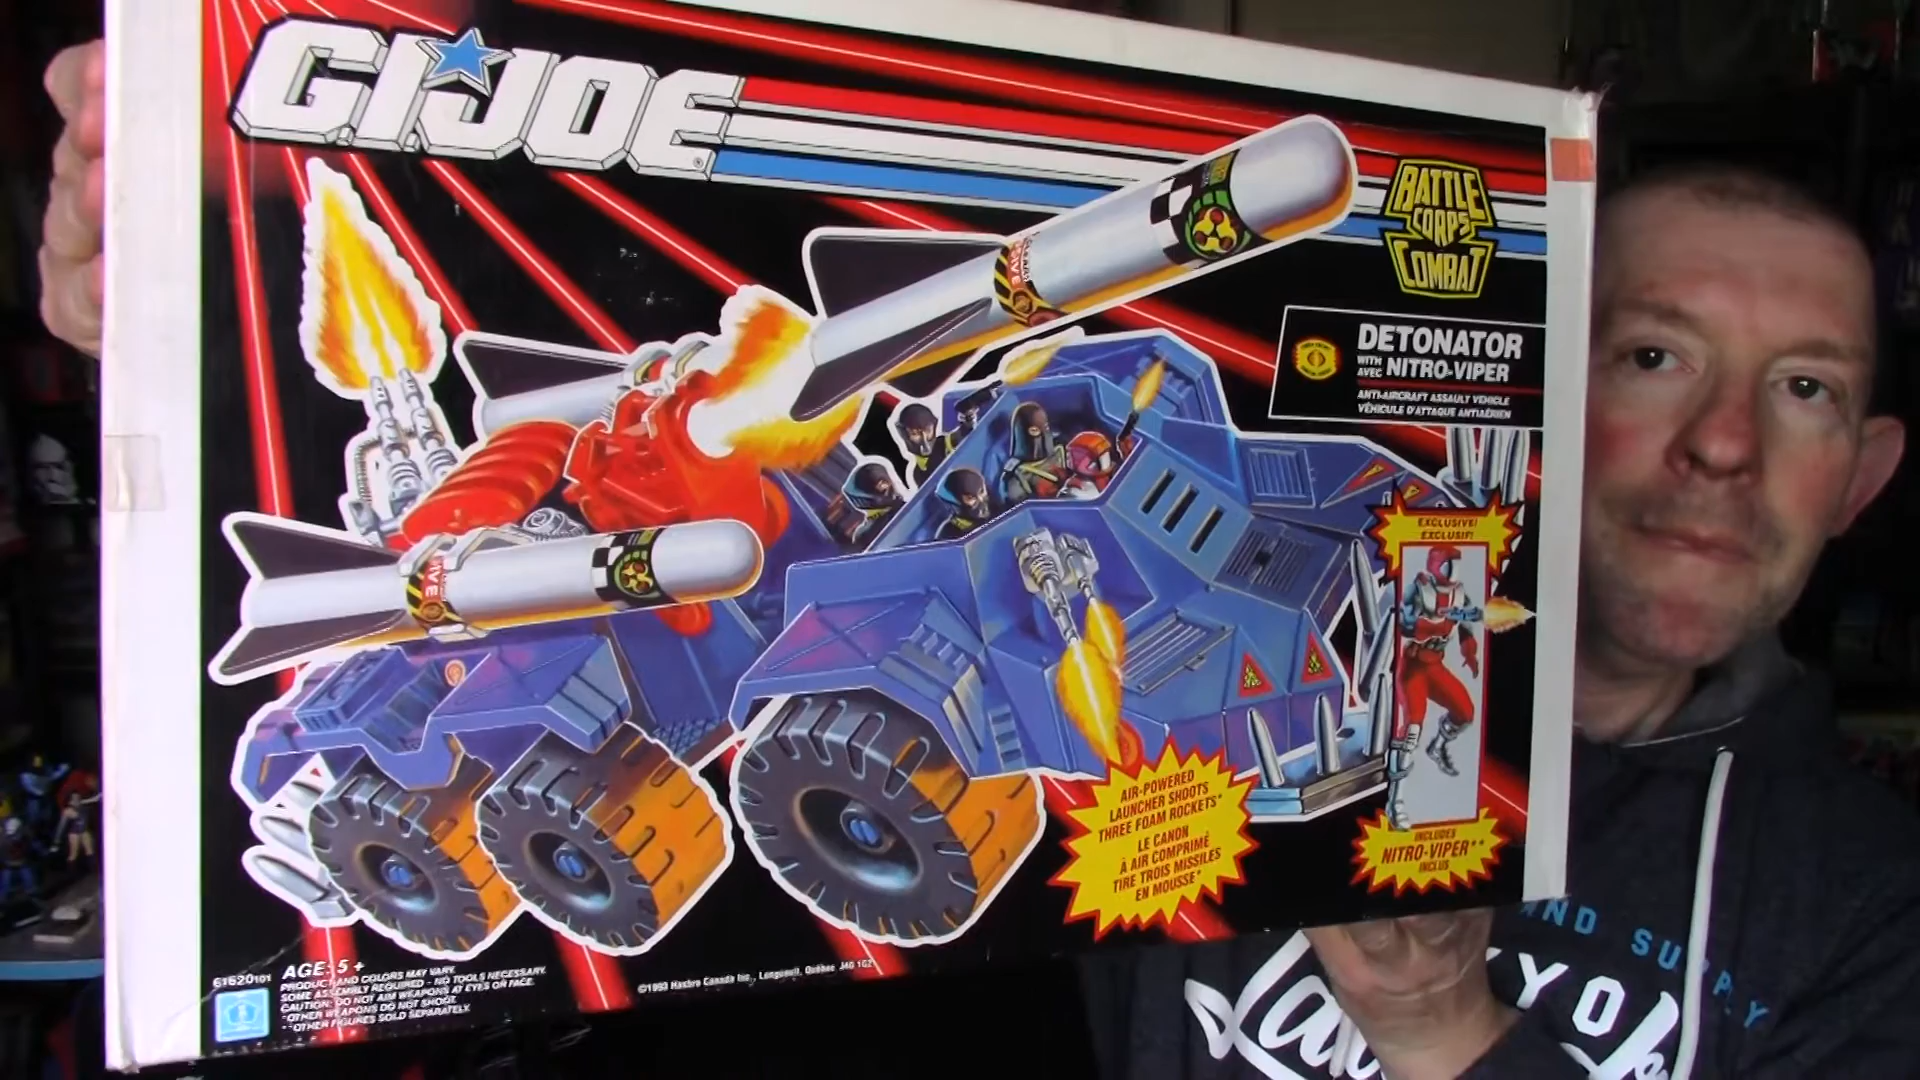 G.I.JOE
BATTLE
CORPS
COMBAT
DETONATOR
WITH
AVEC NITRO-VIPER
ANTI-AIRCRAFT ASSAULT VEHICLE
VÉHICULE D'ATTAQUE ANTIAÉRIEN
EXCLUSIVE!
EXCLUSIF!
AIR-POWERED
LAUNCHER SHOOTS
THREE FOAM ROCKETS*
LE CANON
À AIR COMPRIMÉ
TIRE TROIS MISSILES
EN MOUSSE*
INCLUDES
NITRO-VIPER**
INCLUS
61620101
AGE: 5 +
PRODUCT AND COLORS MAY VARY.
SOME ASSEMBLY REQUIRED - NO TOOLS NECESSARY.
CAUTION: DO NOT AIM WEAPONS AT EYES OR FACE.
*OTHER WEAPONS DO NOT SHOOT.
**OTHER FIGURES SOLD SEPARATELY.
©1993 Hasbro Canada Inc., Longueuil, Québec J4G 1G2
AND SUPPLY